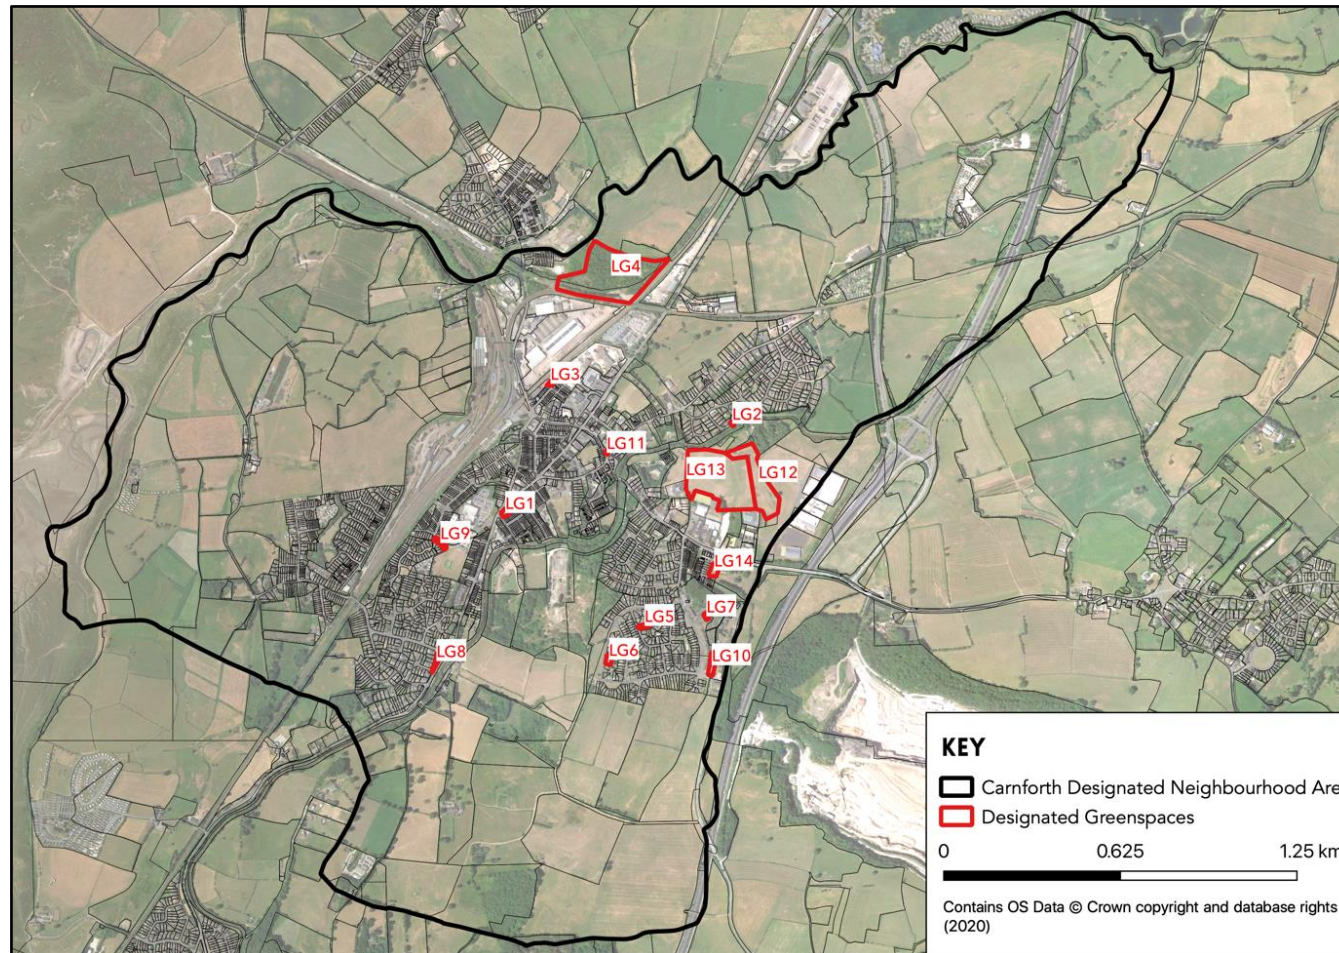 LG4
LG3
LG2
LG11
LG13
LG12
LG1
LG9
LG14
LG7
LG5
LG6
LG8
LG10
KEY
Carnforth Designated Neighbourhood Are
Designated Greenspaces
0 0.625 1.25 km
Contains OS Data © Crown copyright and database rights
(2020)